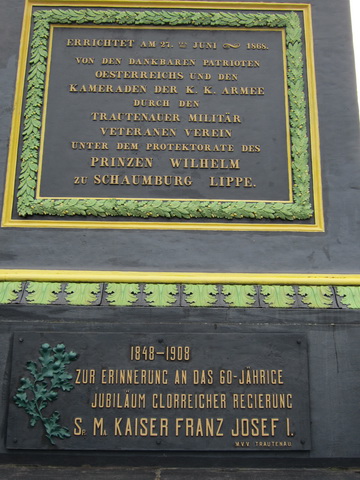 ERRICHTET AM 27. TEN JUNI 1868.
VON DEN DANKBAREN PATRIOTEN
OESTERREICHS UND DEN
KAMERADEN DER K. K. ARMEE
DURCH DEN
TRAUTENAUER MILITÄR
VETERANEN VEREIN
UNTER DEM PROTEKTORATE DES
PRINZEN WILHELM
ZU SCHAUMBURG LIPPE.
1848-1908
ZUR ERINNERUNG AN DAS 60-JÄHRIGE
JUBILÄUM GLORREICHER REGIERUNG
SR. M. KAISER FRANZ JOSEF I.
M.V.V. TRAUTENAU.